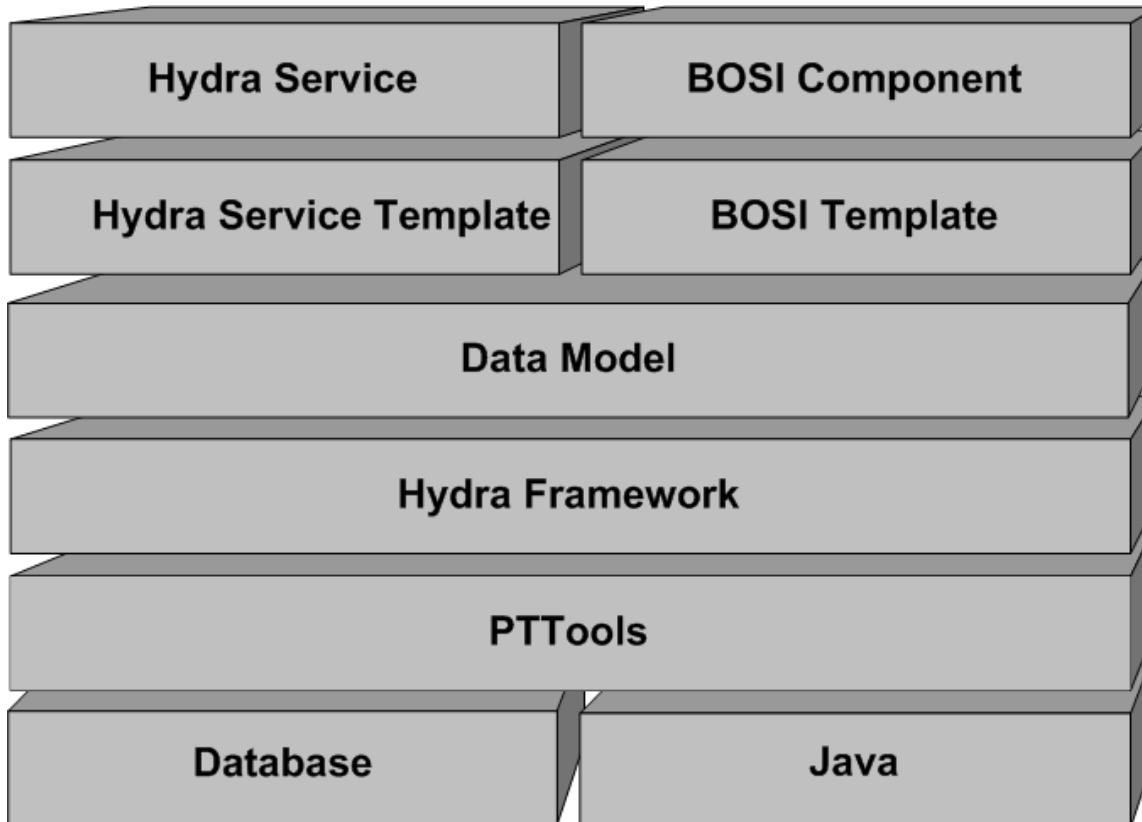 Hydra Service
BOSI Component
Hydra Service Template
BOSI Template
Data Model
Hydra Framework
PTTools
Database
Java